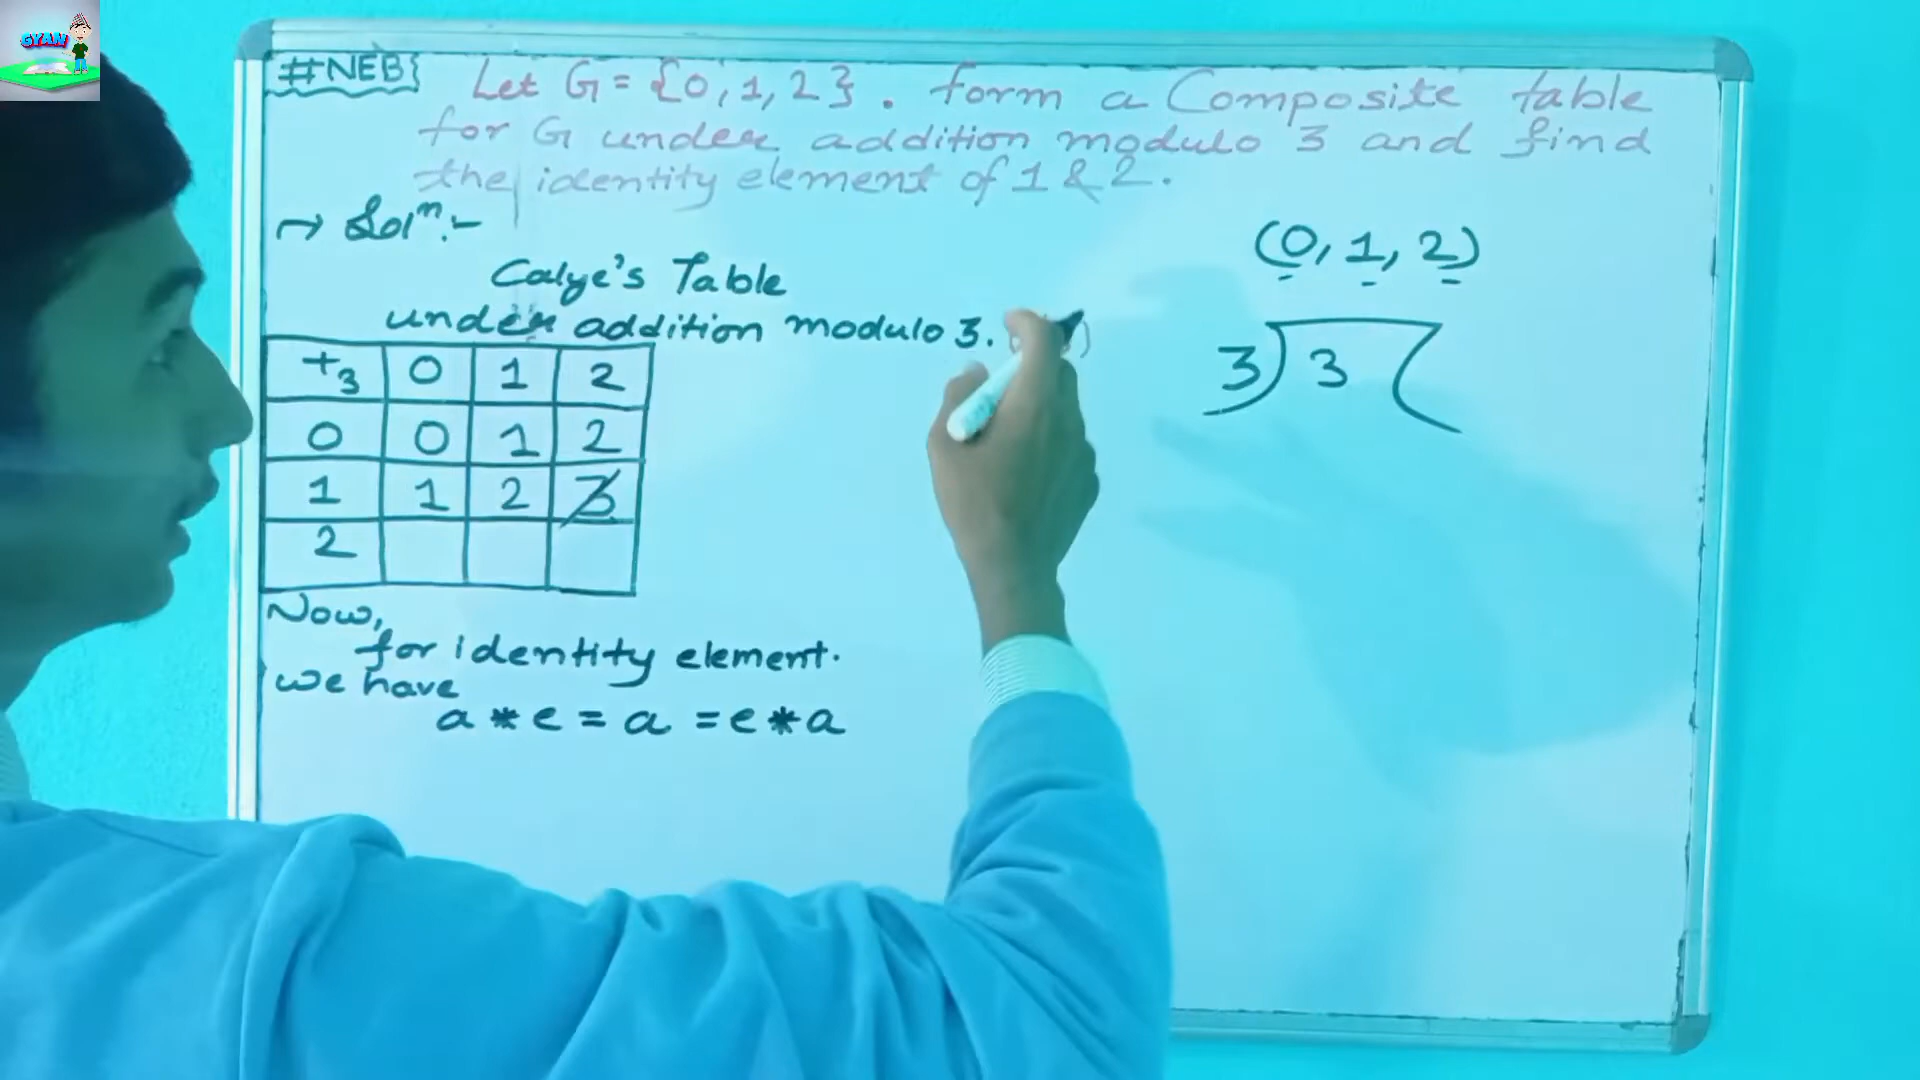 GYAN
#NEB
Let G = {0, 1, 2}. form a Composite table
for G under addition modulo 3 and find
the identity element of 1 & 2.
→ Solⁿ:-
Calye's Table
under addition modulo 3.
+₃ 0 1 2
0 0 1 2
1 1 2 3
2
Now,
for identity element.
we have
a * e = a = e * a
(0, 1, 2)
3) 3 (